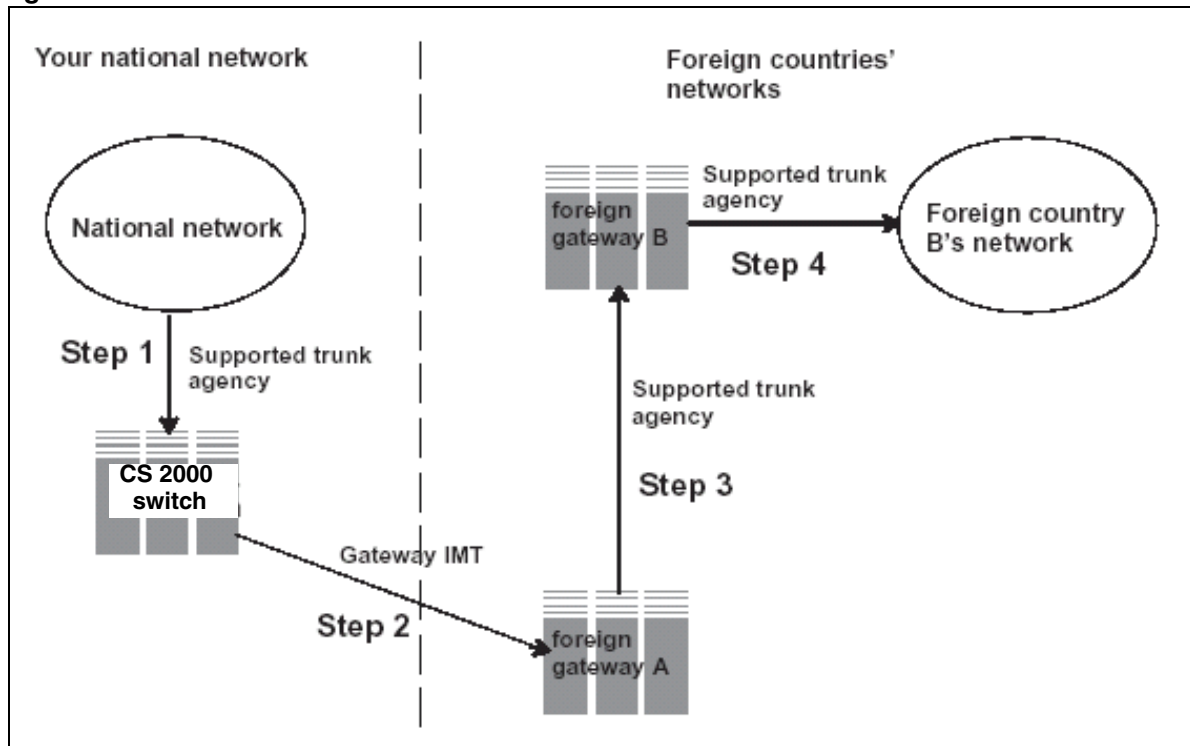 Your national network
Foreign countries'
networks
National network
Step 1
Supported trunk
agency
CS 2000
switch
Gateway IMT
Step 2
foreign
gateway A
Supported trunk
agency
Step 3
foreign
gateway B
Supported trunk
agency
Step 4
Foreign country
B's network